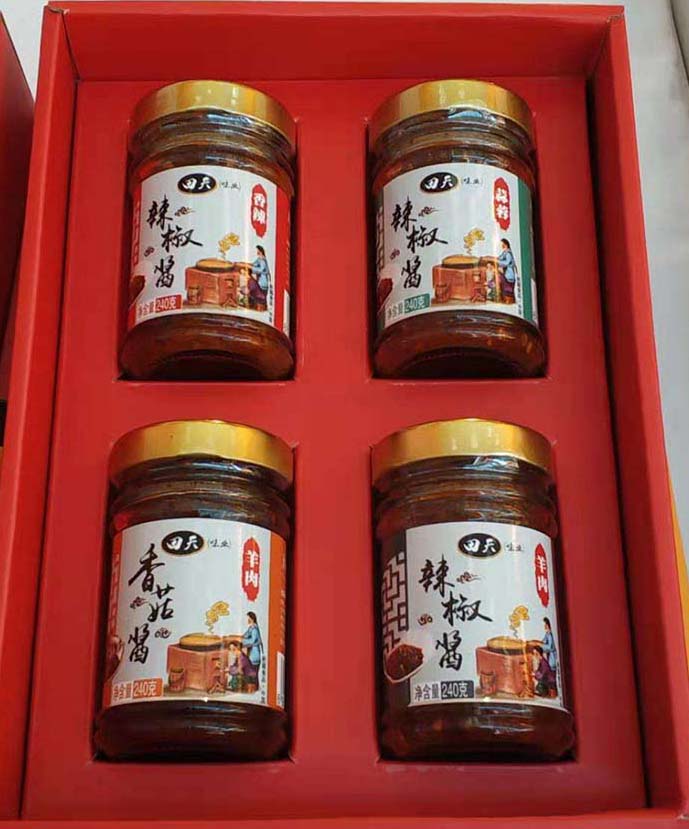 田天
(味业)
香辣
辣椒酱
净含量 240克
田天
(味业)
蒜蓉
辣椒酱
净含量 240克
田天
(味业)
羊肉
香菇酱
净含量 240克
田天
(味业)
羊肉
辣椒酱
净含量 240克